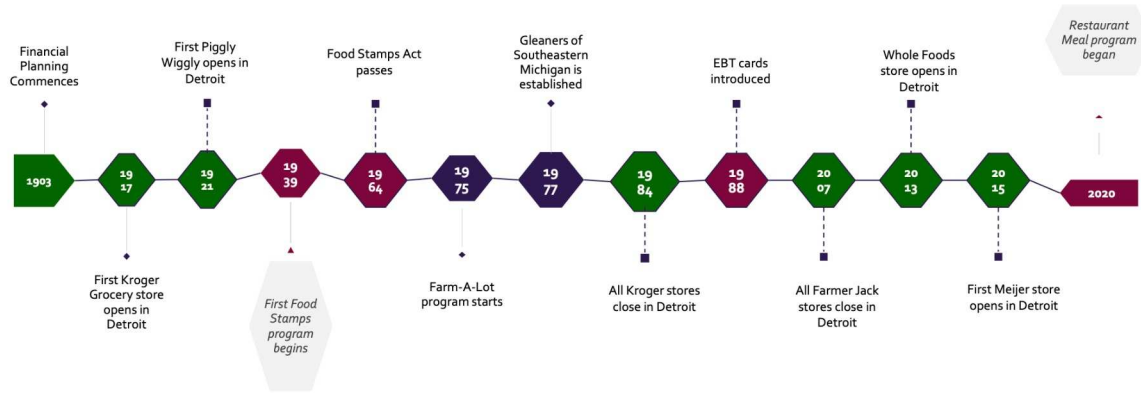 Financial
Planning
Commences
1903
19
17
First Kroger
Grocery store
opens in
Detroit
First Piggly
Wiggly opens in
Detroit
19
21
19
39
First Food
Stamps
program
begins
Food Stamps Act
passes
19
64
19
75
Farm-A-Lot
program starts
Gleaners of
Southeastern
Michigan is
established
19
77
19
84
All Kroger stores
close in Detroit
EBT cards
introduced
19
88
20
07
All Farmer Jack
stores close in
Detroit
Whole Foods
store opens in
Detroit
20
13
20
15
First Meijer store
opens in Detroit
Restaurant
Meal program
began
2020